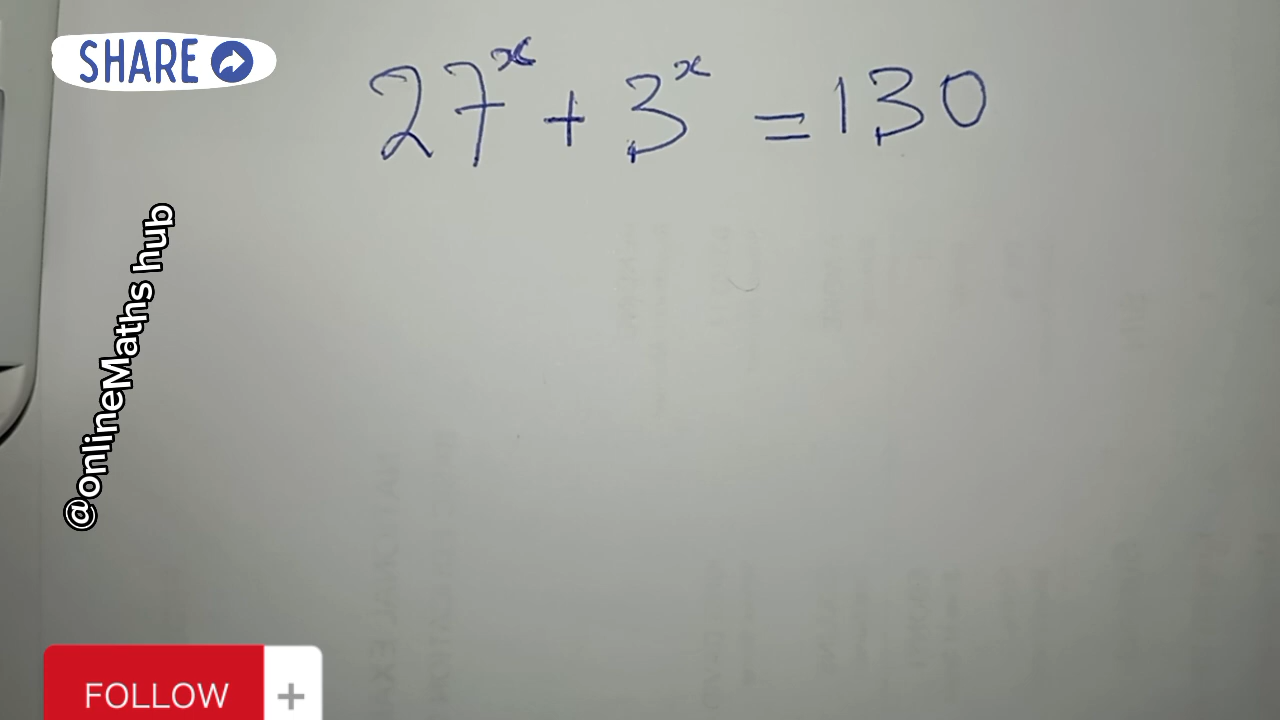 SHARE
27^x + 3^x = 130
@onlineMaths hub
FOLLOW +